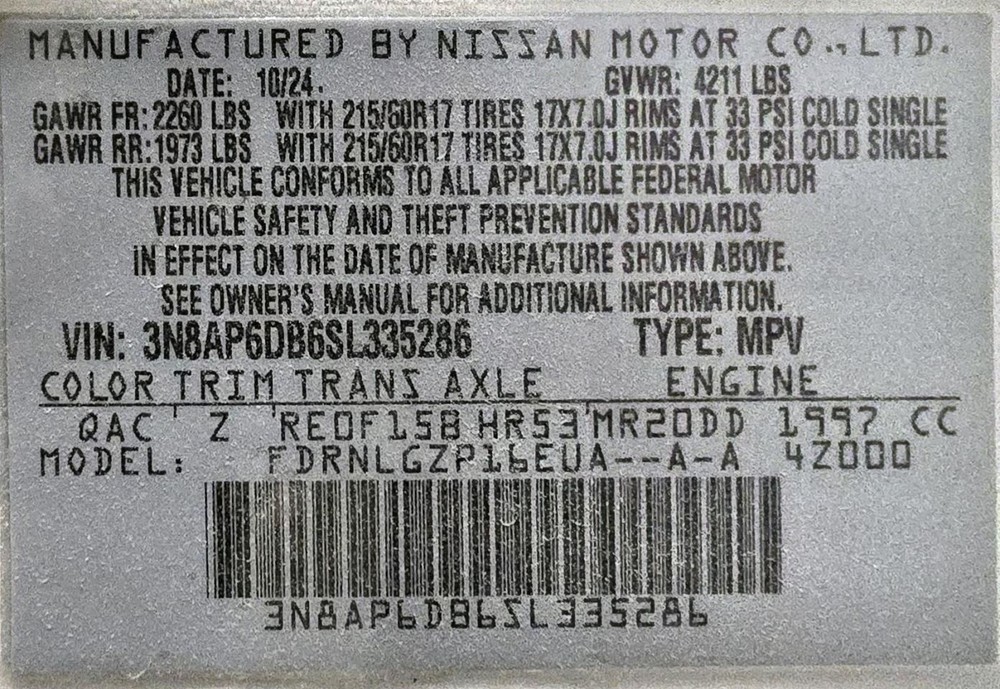 MANUFACTURED BY NISSAN MOTOR CO., LTD.
DATE: 10/24. GVWR: 4211 LBS
GAWR FR: 2260 LBS WITH 215/60R17 TIRES 17X7.0J RIMS AT 33 PSI COLD SINGLE
GAWR RR: 1973 LBS WITH 215/60R17 TIRES 17X7.0J RIMS AT 33 PSI COLD SINGLE
THIS VEHICLE CONFORMS TO ALL APPLICABLE FEDERAL MOTOR
VEHICLE SAFETY AND THEFT PREVENTION STANDARDS
IN EFFECT ON THE DATE OF MANUFACTURE SHOWN ABOVE.
SEE OWNER'S MANUAL FOR ADDITIONAL INFORMATION.
VIN: 3N8AP6DB6SL335286 TYPE: MPV
COLOR TRIM TRANS AXLE ENGINE
QAC ' Z 'RE0F15B HR53'MR20DD 1997 CC
MODEL: FDRNLGZP16EUA--A-A 4Z000
3N8AP6DB6SL335286